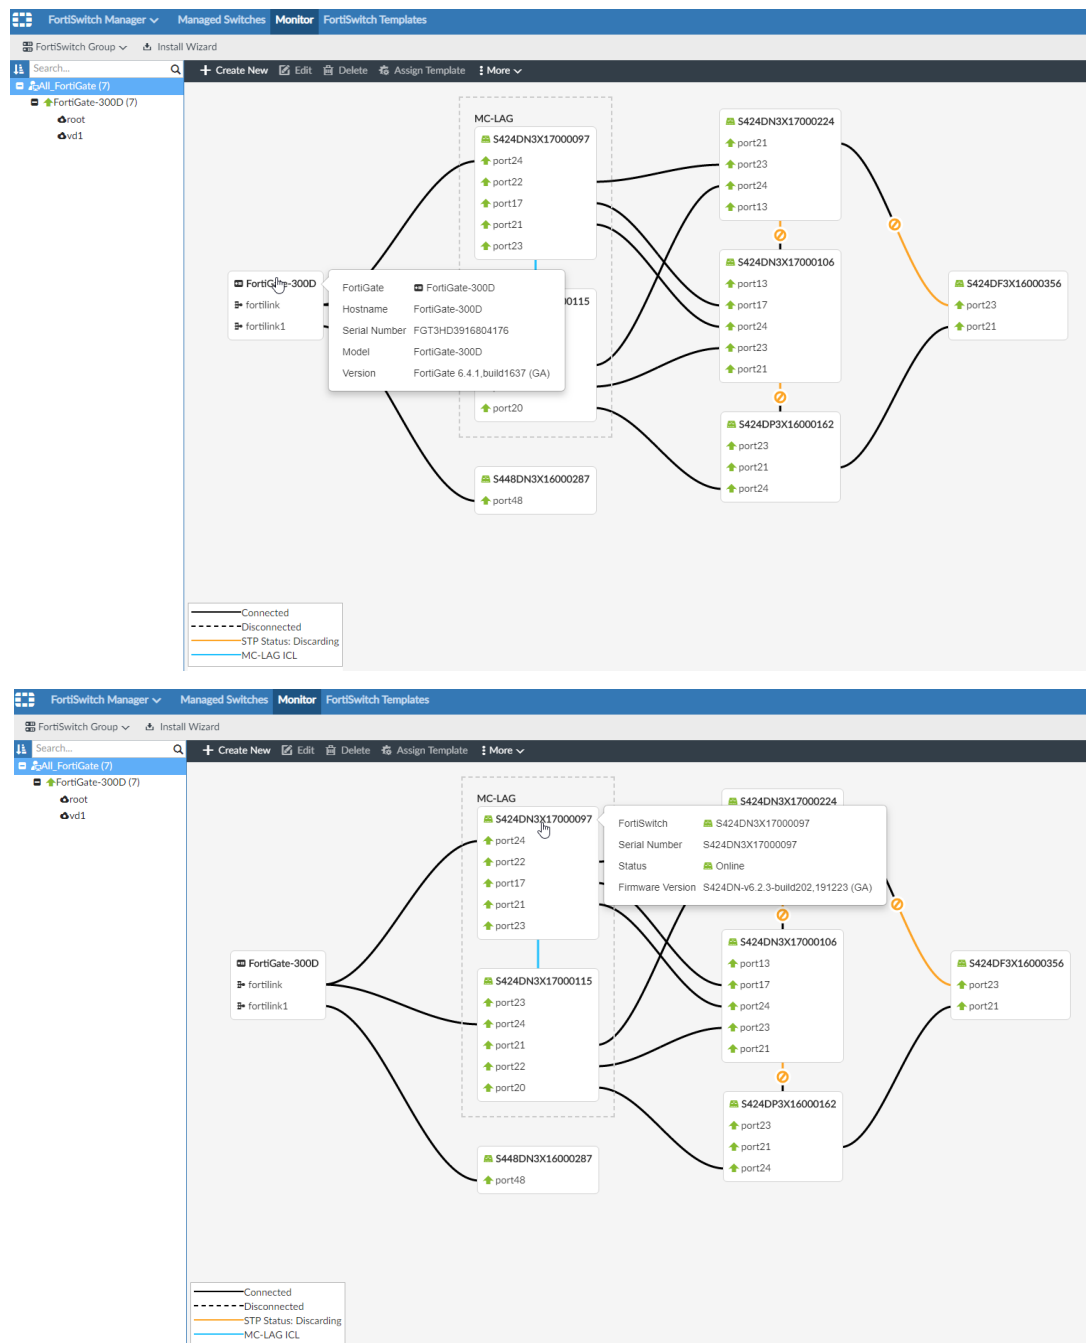 FortiSwitch Manager Managed Switches Monitor FortiSwitch Templates
FortiSwitch Group Install Wizard
Search... + Create New Edit Delete Assign Template More
All_FortiGate (7)
FortiGate-300D (7)
root
vd1
MC-LAG
S424DN3X17000097
port24
port22
port17
port21
port23
S424DN3X17000224
port21
port23
port24
port13
FortiGate-300D
fortilink
fortilink1
FortiGate FortiGate-300D
Hostname FortiGate-300D
Serial Number FGT3HD3916804176
Model FortiGate-300D
Version FortiGate 6.4.1,build1637 (GA)
port20
S424DN3X17000106
port13
port17
port24
port23
port21
S424DF3X16000356
port23
port21
S424DP3X16000162
port23
port21
port24
S448DN3X16000287
port48
Connected
Disconnected
STP Status: Discarding
MC-LAG ICL
FortiSwitch Manager Managed Switches Monitor FortiSwitch Templates
FortiSwitch Group Install Wizard
Search... + Create New Edit Delete Assign Template More
All_FortiGate (7)
FortiGate-300D (7)
root
vd1
MC-LAG
S424DN3X17000097
port24
port22
port17
port21
port23
S424DN3X17000224
FortiSwitch S424DN3X17000097
Serial Number S424DN3X17000097
Status Online
Firmware Version S424DN-v6.2.3-build202,191223 (GA)
FortiGate-300D
fortilink
fortilink1
S424DN3X17000115
port23
port24
port21
port22
port20
S424DN3X17000106
port13
port17
port24
port23
port21
S424DF3X16000356
port23
port21
S424DP3X16000162
port23
port21
port24
S448DN3X16000287
port48
Connected
Disconnected
STP Status: Discarding
MC-LAG ICL